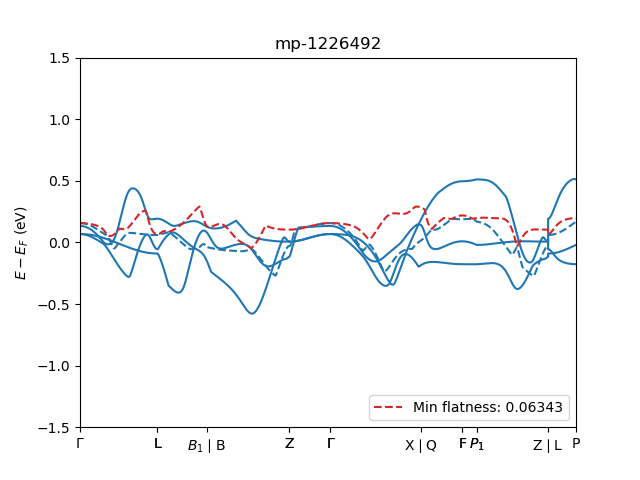 mp-1226492
1.5
1.0
0.5
0.0
−0.5
−1.0
−1.5
E − E_F (eV)
Min flatness: 0.06343
Γ L B₁ | B Z Γ X | Q F P₁ Z | L P